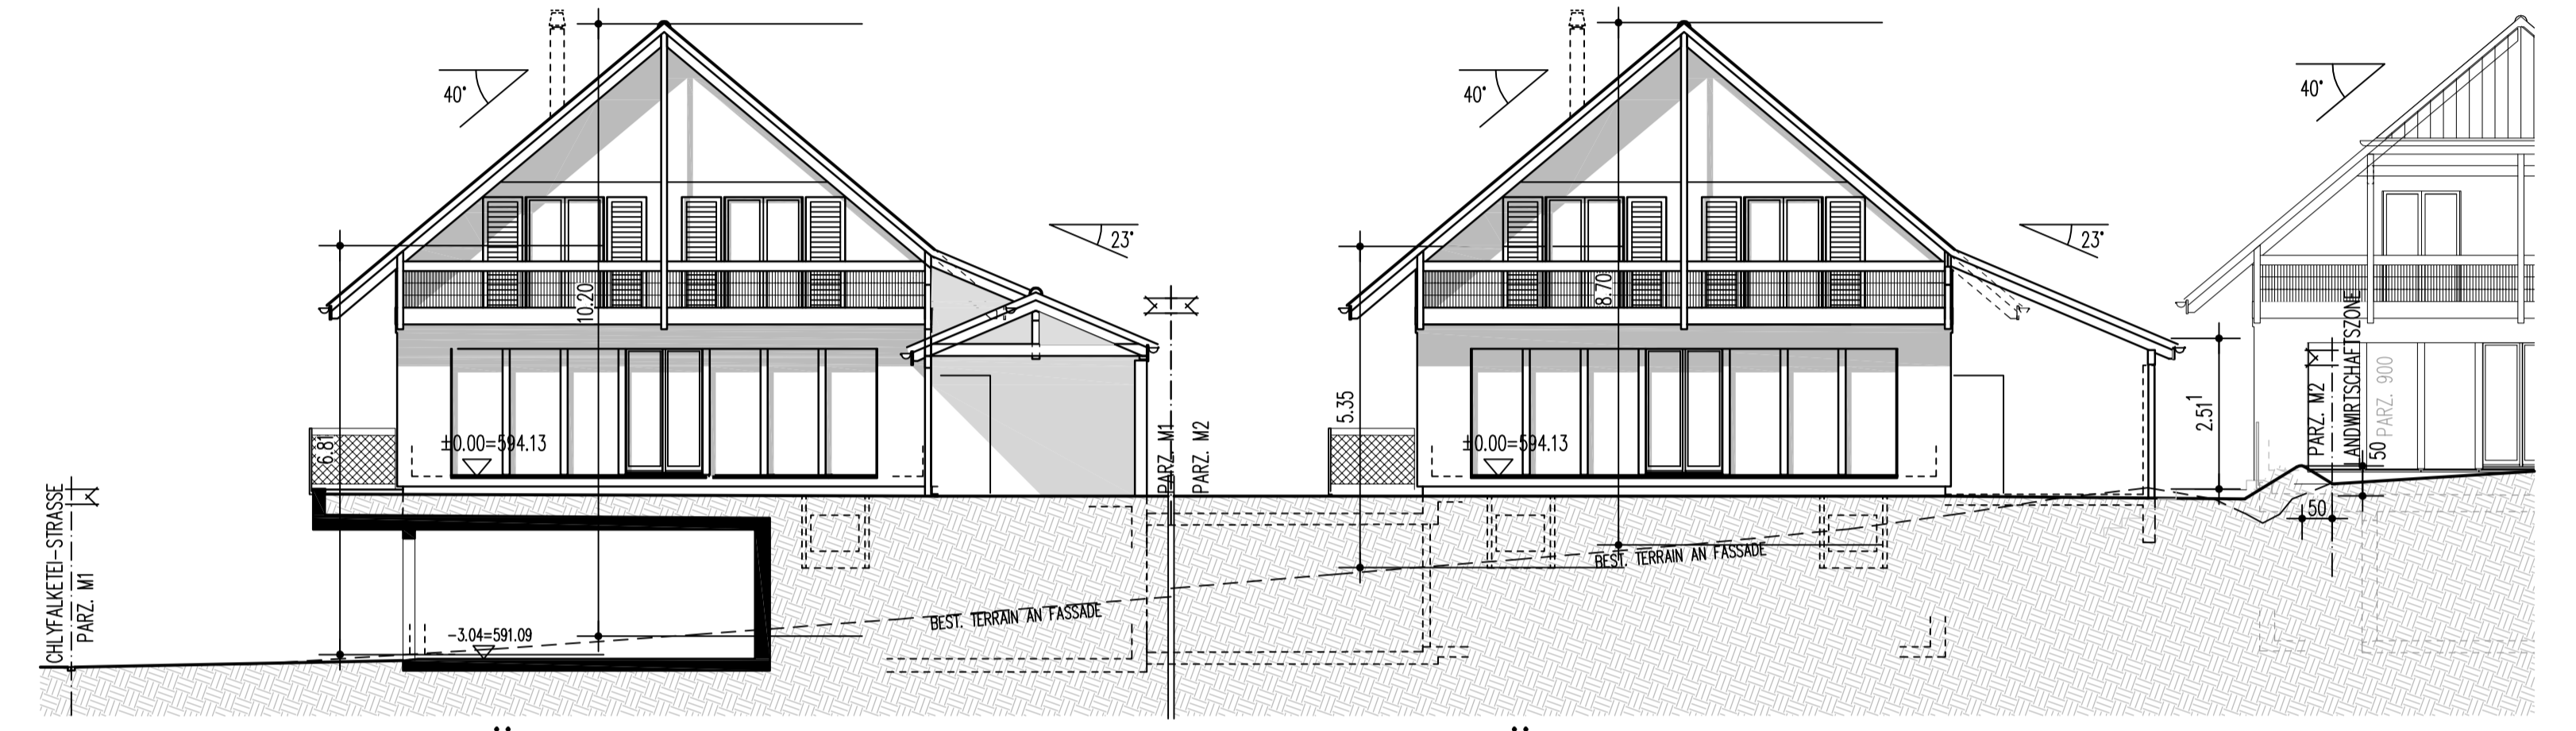 40°
40°
40°
23°
23°
10.20
8.70
6.81
5.35
2.51¹
±0.00=594.13
±0.00=594.13
CHLYFALKETEI-STRASSE
PARZ. M1
PARZ. M1
PARZ. M2
PARZ. M2
LANDWIRTSCHAFTSZONE
PARZ. 900
50
50
BEST. TERRAIN AN FASSADE
BEST. TERRAIN AN FASSADE
-3.04=591.09